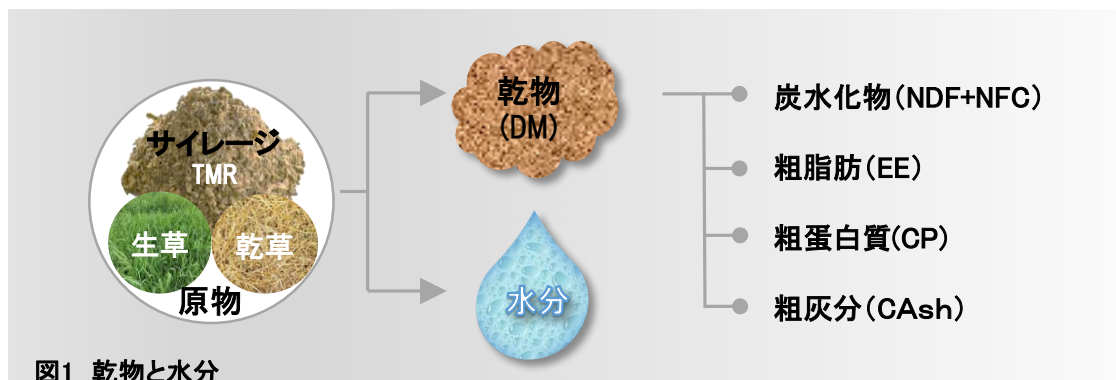 サイレージ
TMR
生草
乾草
原物
乾物
(DM)
水分
炭水化物(NDF+NFC)
粗脂肪(EE)
粗蛋白質(CP)
粗灰分(CAsh)
図1 乾物と水分